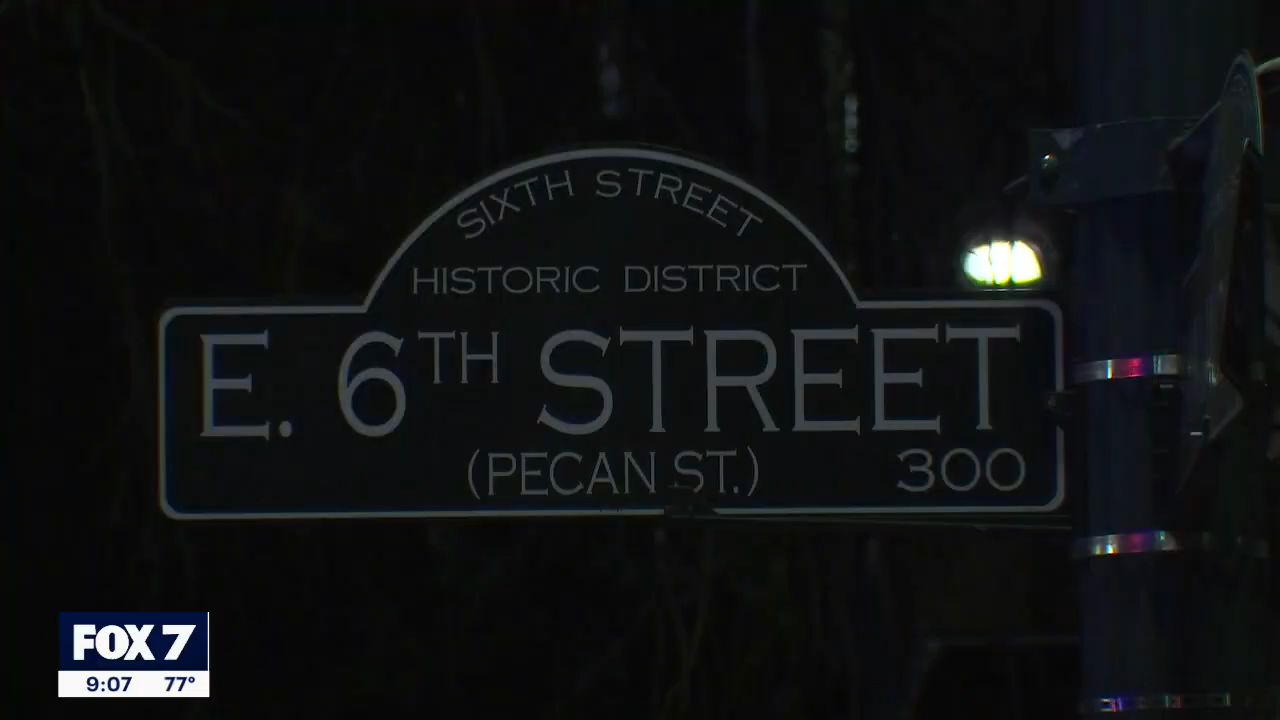 SIXTH STREET
HISTORIC DISTRICT
E. 6TH STREET
(PECAN ST.) 300
FOX 7
9:07 77°